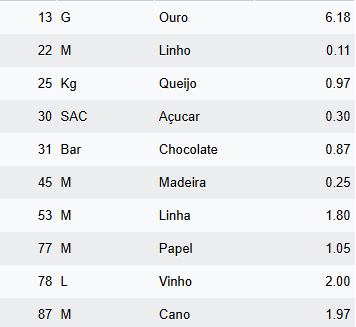 13 G Ouro 6.18
22 M Linho 0.11
25 Kg Queijo 0.97
30 SAC Açucar 0.30
31 Bar Chocolate 0.87
45 M Madeira 0.25
53 M Linha 1.80
77 M Papel 1.05
78 L Vinho 2.00
87 M Cano 1.97